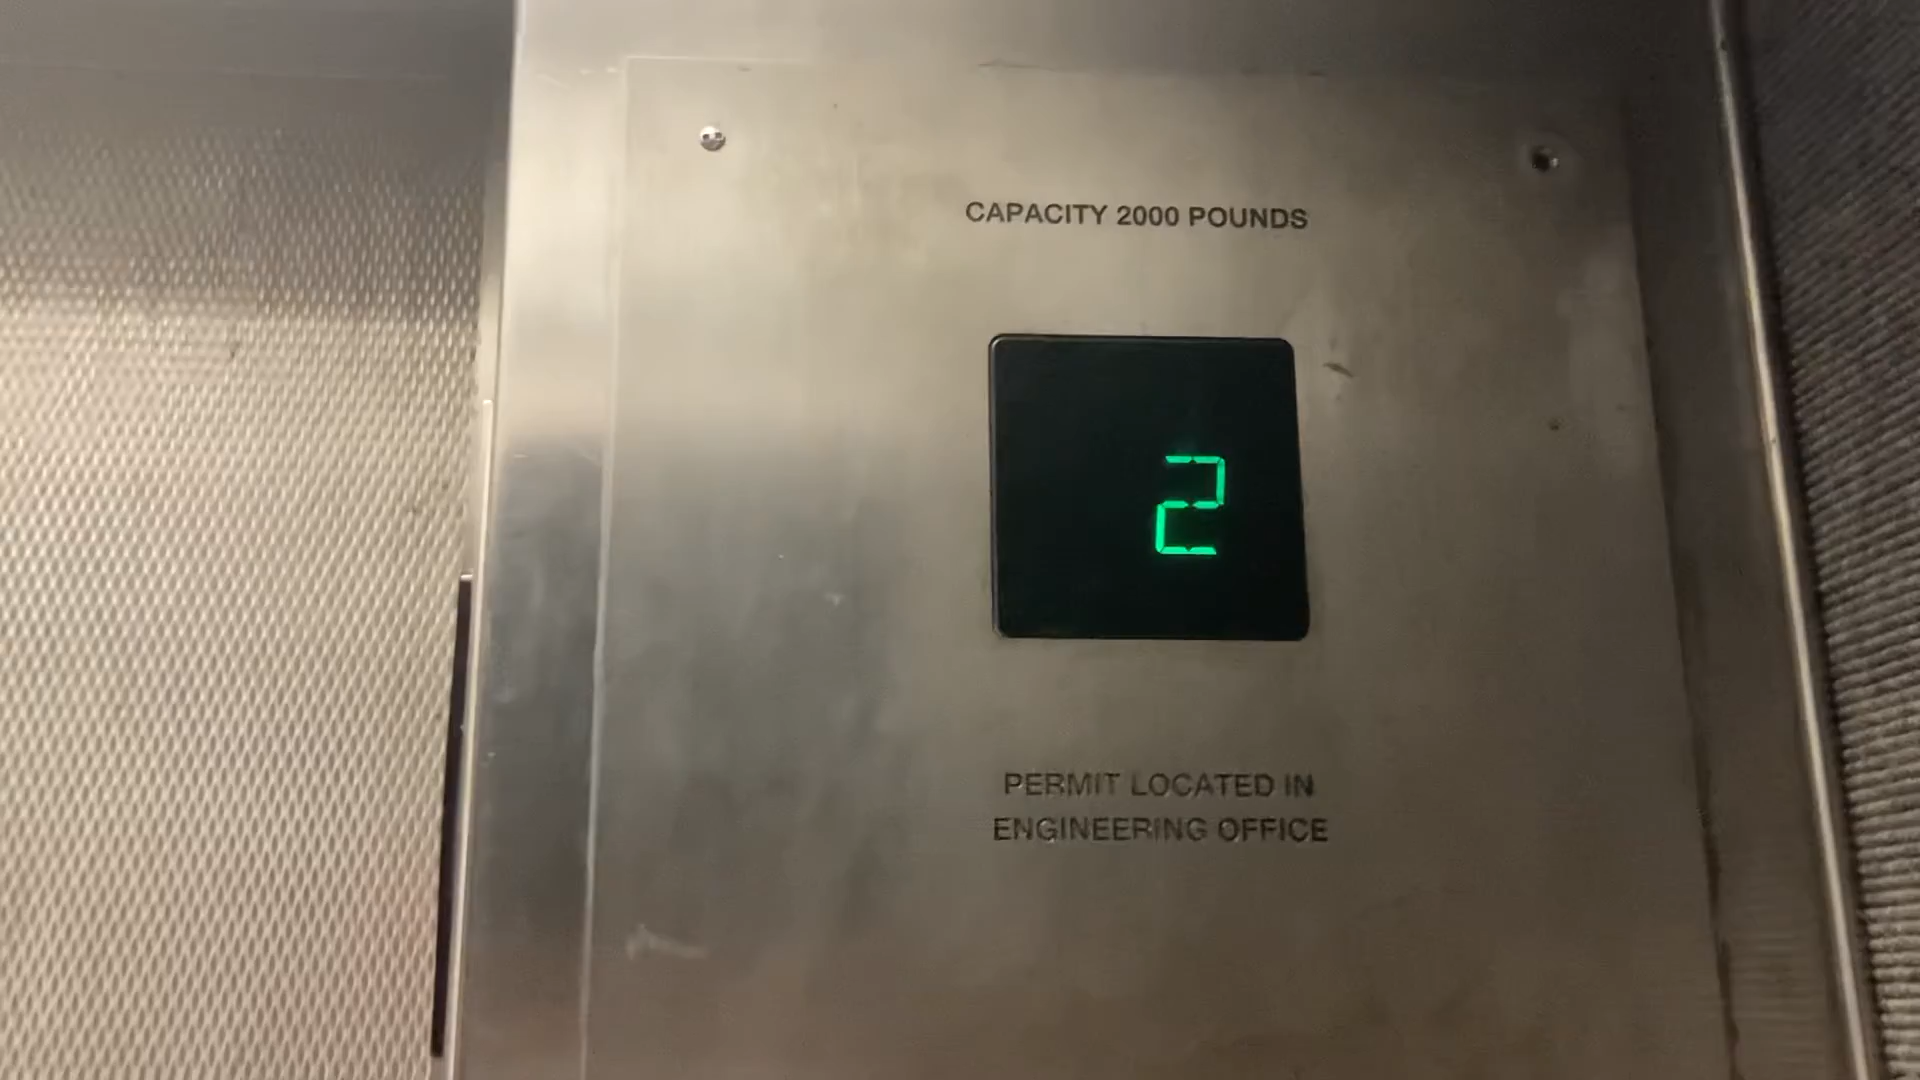 CAPACITY 2000 POUNDS
2
PERMIT LOCATED IN
ENGINEERING OFFICE